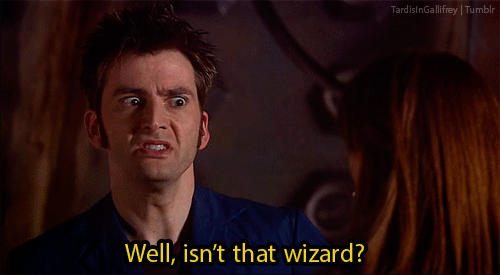 TardisInGallifrey | Tumblr
Well, isn't that wizard?